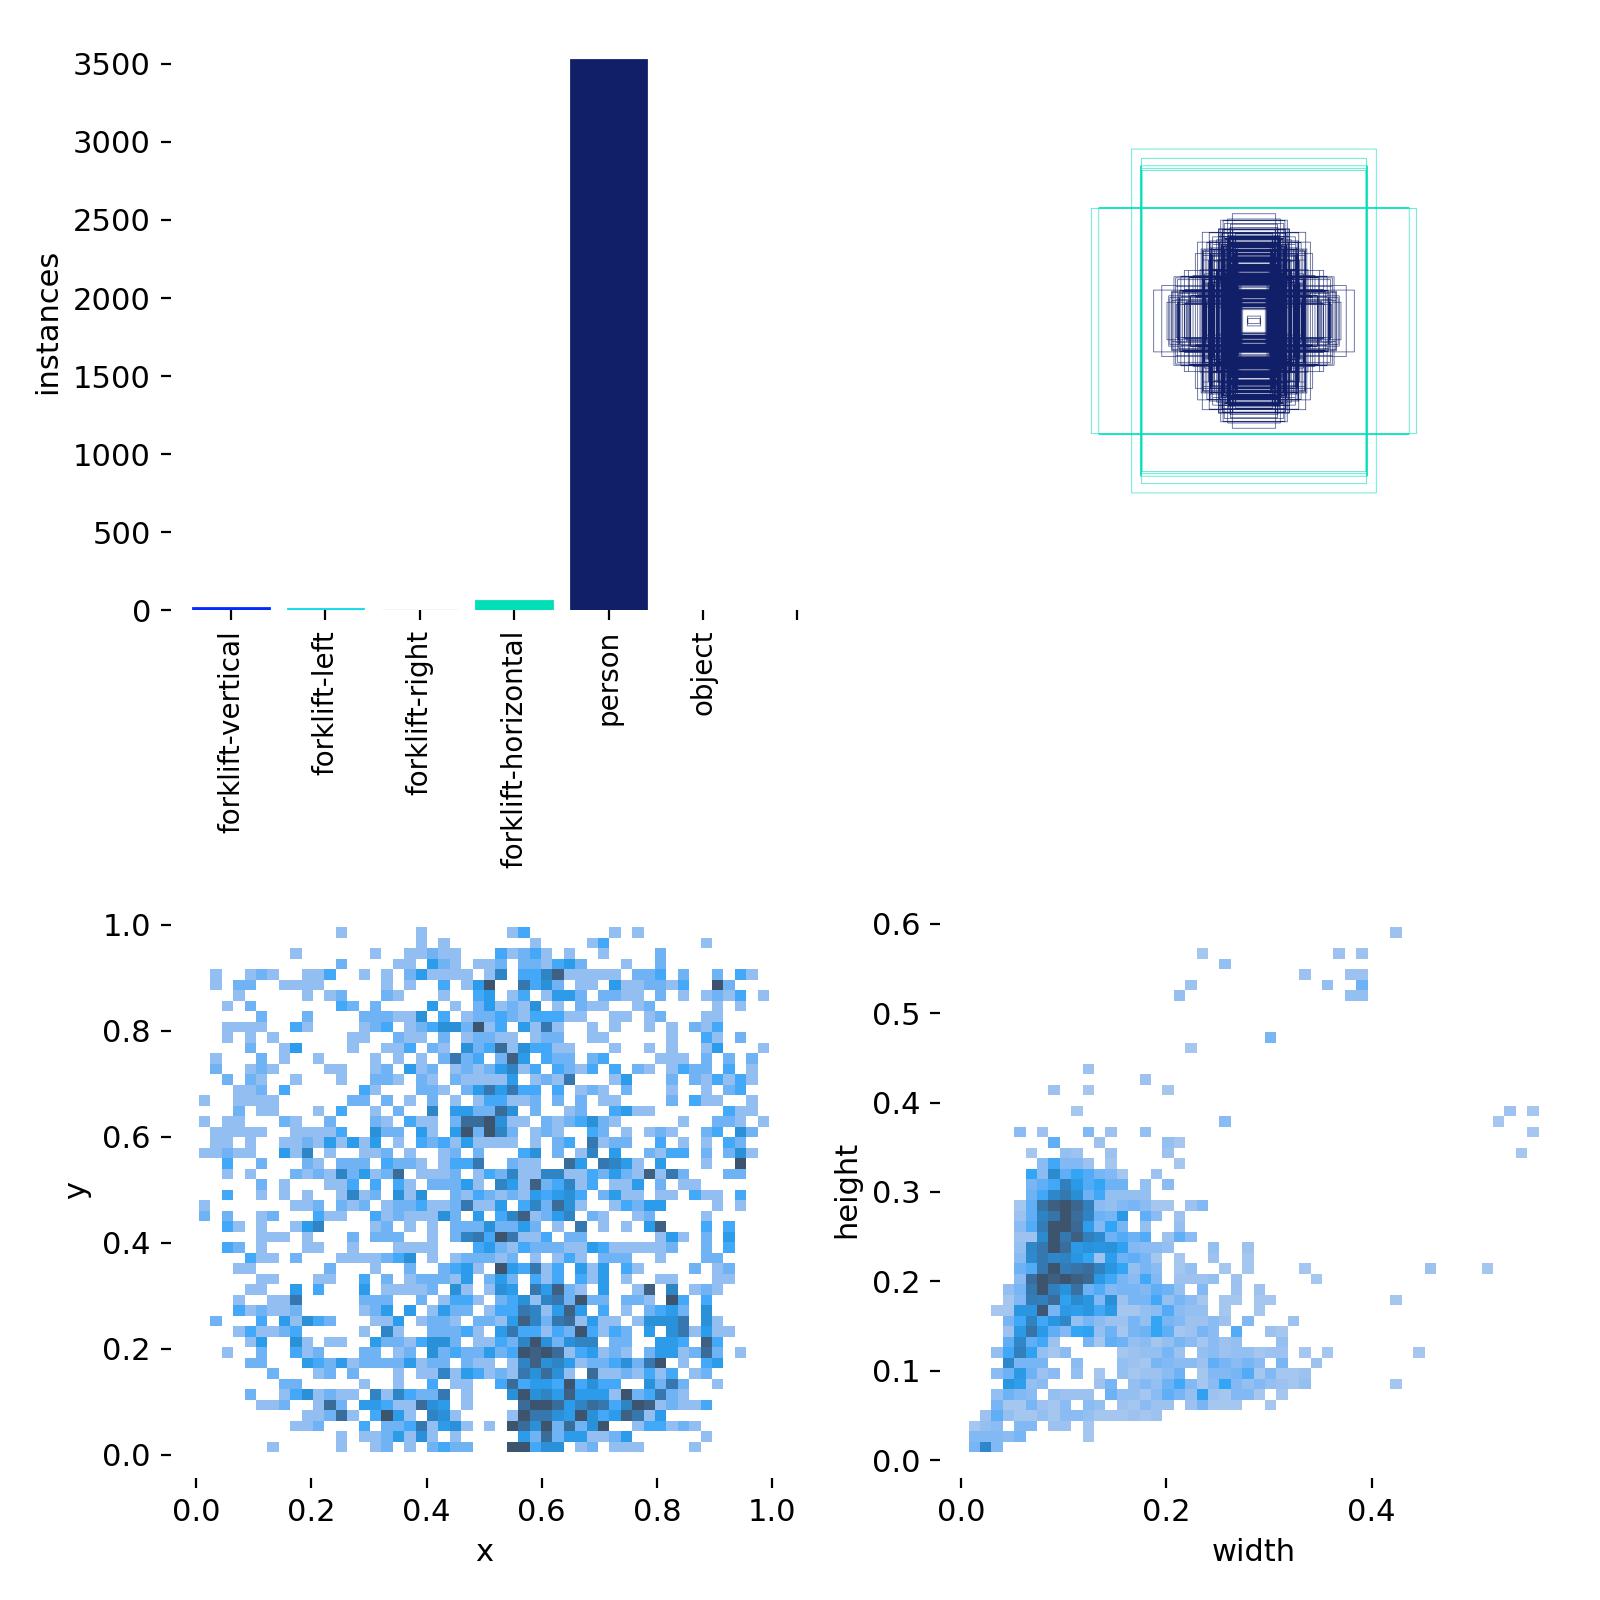 3500
3000
2500
2000
1500
1000
500
0
instances
forklift-vertical
forklift-left
forklift-right
forklift-horizontal
person
object
1.0
0.8
0.6
0.4
0.2
0.0
y
0.0 0.2 0.4 0.6 0.8 1.0
x
0.6
0.5
0.4
0.3
0.2
0.1
0.0
height
0.0 0.2 0.4
width